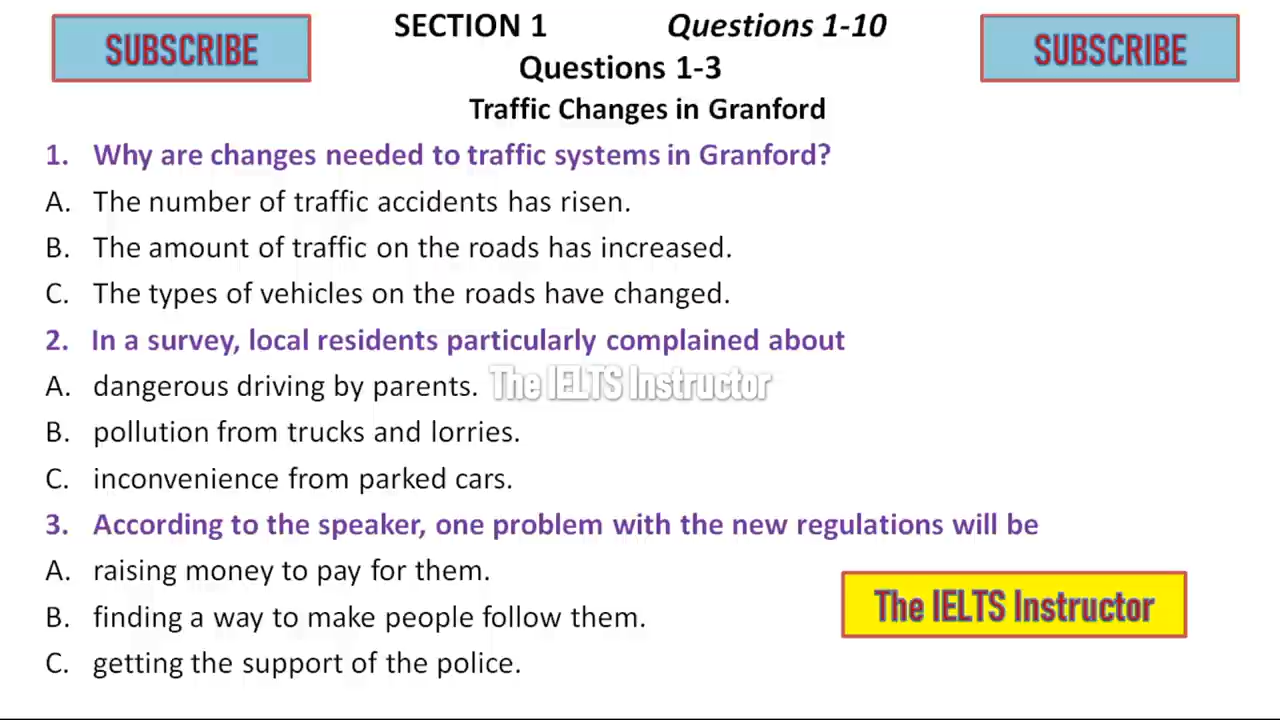 SUBSCRIBE
SECTION 1 Questions 1-10
SUBSCRIBE
Questions 1-3
Traffic Changes in Granford
1. Why are changes needed to traffic systems in Granford?
A. The number of traffic accidents has risen.
B. The amount of traffic on the roads has increased.
C. The types of vehicles on the roads have changed.
2. In a survey, local residents particularly complained about
A. dangerous driving by parents.
The IELTS Instructor
B. pollution from trucks and lorries.
C. inconvenience from parked cars.
3. According to the speaker, one problem with the new regulations will be
A. raising money to pay for them.
B. finding a way to make people follow them.
The IELTS Instructor
C. getting the support of the police.